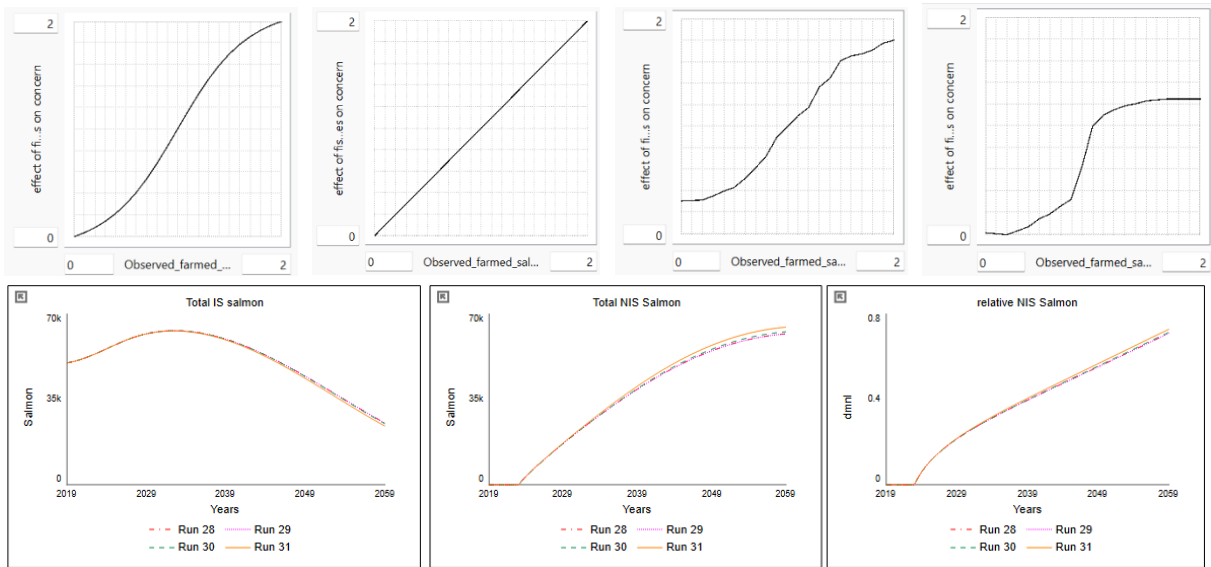 2
effect of fi...s on concern
0
0 Observed_farmed_... 2
2
effect of fis...es on concern
0
0 Observed_farmed_sal... 2
2
effect of fi...s on concern
0
0 Observed_farmed_sa... 2
2
effect of fi...s on concern
0
0 Observed_farmed_sa... 2
Total IS salmon
70k
35k
0
Salmon
2019 2029 2039 2049 2059
Years
Run 28 Run 29
Run 30 Run 31
Total NIS Salmon
70k
35k
0
Salmon
2019 2029 2039 2049 2059
Years
Run 28 Run 29
Run 30 Run 31
relative NIS Salmon
0.8
0.4
0
dmnl
2019 2029 2039 2049 2059
Years
Run 28 Run 29
Run 30 Run 31